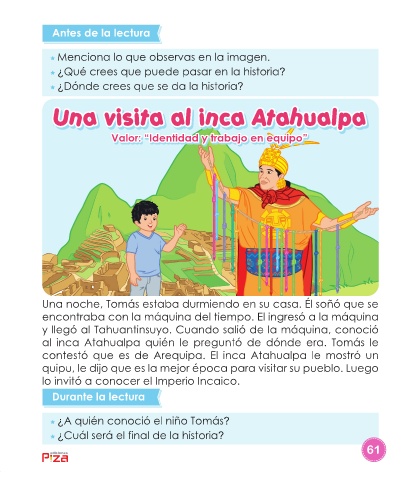 Antes de la lectura
Menciona lo que observas en la imagen.
¿Qué crees que puede pasar en la historia?
¿Dónde crees que se da la historia?
Una visita al inca Atahualpa
Valor: “Identidad y trabajo en equipo”
Una noche, Tomás estaba durmiendo en su casa. Él soñó que se
encontraba con la máquina del tiempo. El ingresó a la máquina
y llegó al Tahuantinsuyo. Cuando salió de la máquina, conoció
al inca Atahualpa quién le preguntó de dónde era. Tomás le
contestó que es de Arequipa. El inca Atahualpa le mostró un
quipu, le dijo que es la mejor época para visitar su pueblo. Luego
lo invitó a conocer el Imperio Incaico.
Durante la lectura
¿A quién conoció el niño Tomás?
¿Cuál será el final de la historia?
61